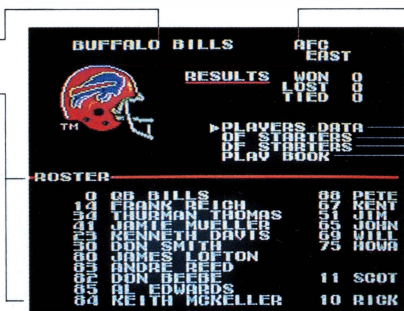 BUFFALO BILLS AFC
EAST
RESULTS WON 0
LOST 0
TIED 0
TM
PLAYERS DATA
OF STARTERS
DF STARTERS
PLAY BOOK
ROSTER
0 QB BILLS 88 PETE
14 FRANK REICH 67 KENT
34 THURMAN THOMAS 51 JIM
41 JAMIE MUELLER 65 JOHN
23 KENNETH DAVIS 69 WILL
30 DON SMITH 75 HOWA
80 JAMES LOFTON
83 ANDRE REED
82 DON BEEBE 11 SCOT
85 AL EDWARDS
84 KEITH MCKELLER 10 RICK